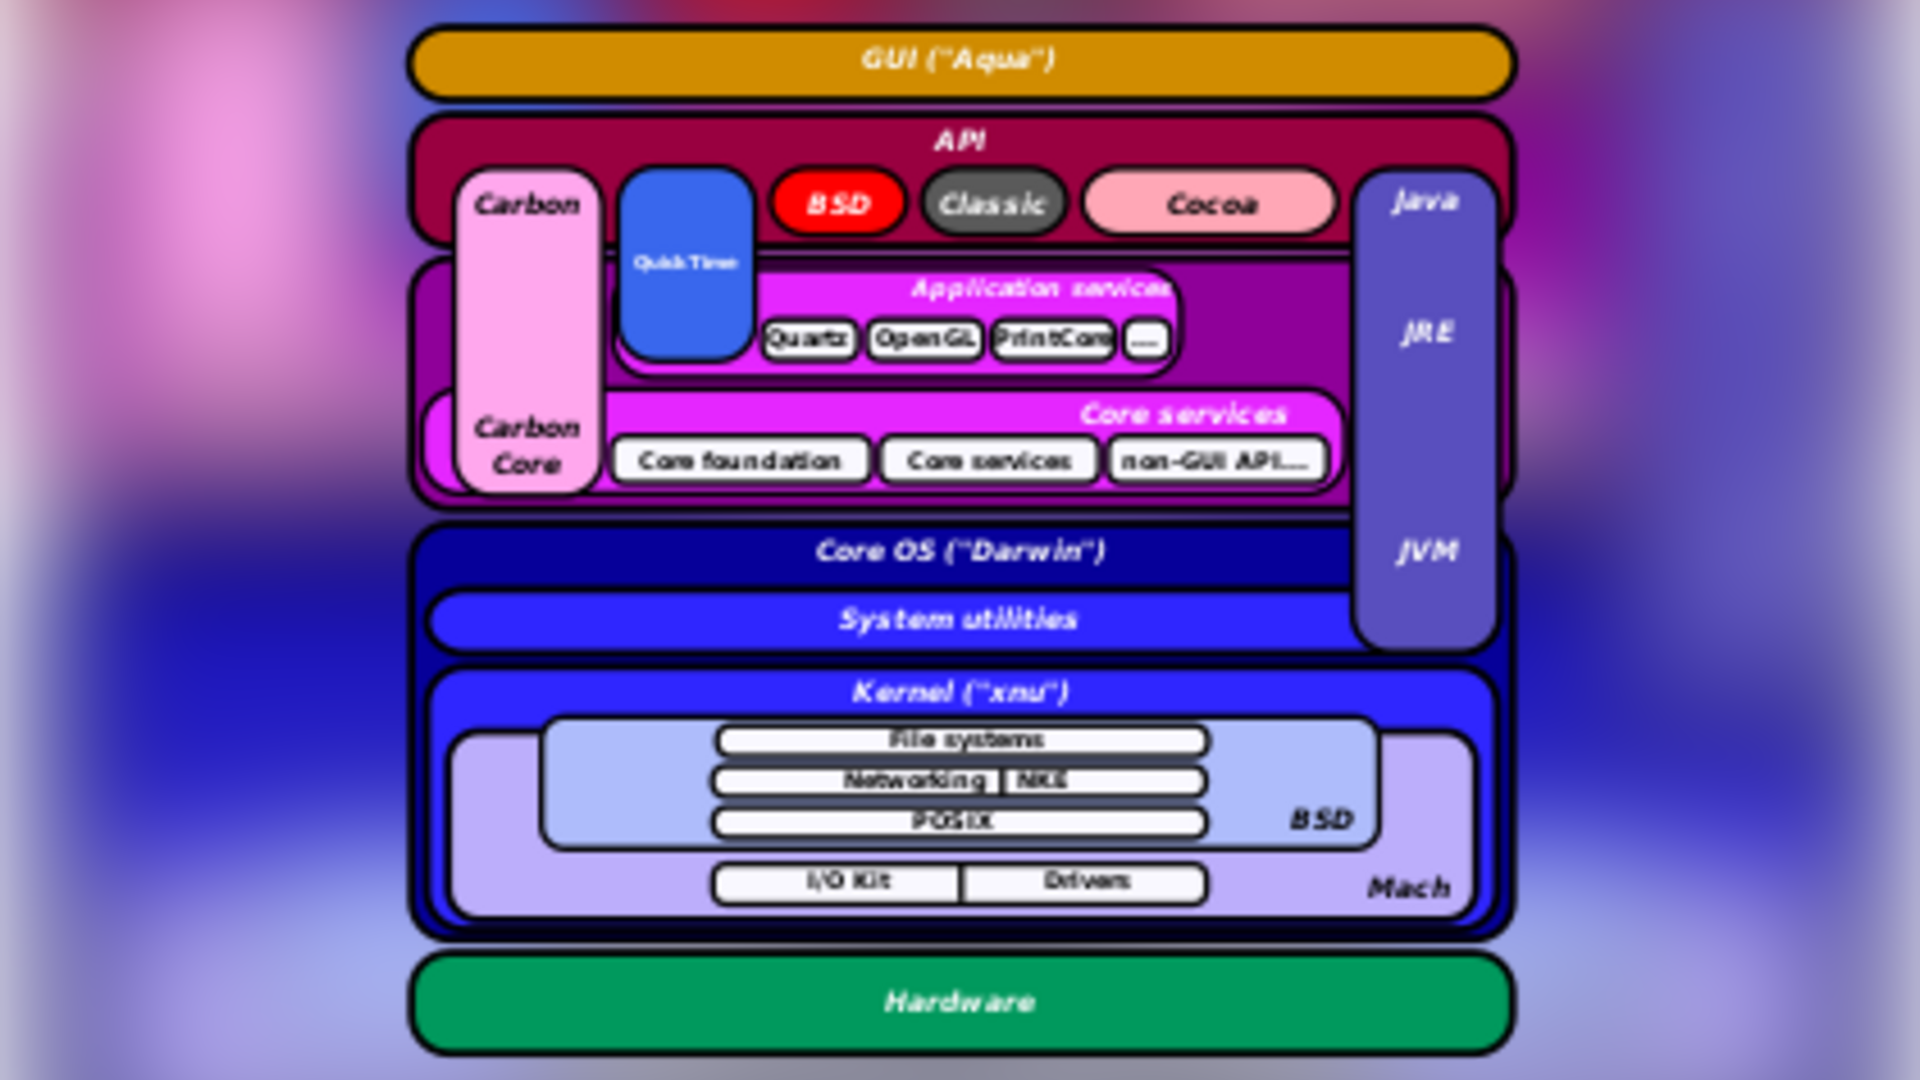 GUI ("Aqua")
API
Carbon
QuickTime
BSD
Classic
Cocoa
Java
Application services
Quartz
OpenGL
PrintCore
....
JRE
Carbon
Core
Core services
Core foundation
Core services
non-GUI API....
Core OS ("Darwin")
JVM
System utilities
Kernel ("xnu")
File systems
Networking
NKE
POSIX
BSD
I/O Kit
Drivers
Mach
Hardware